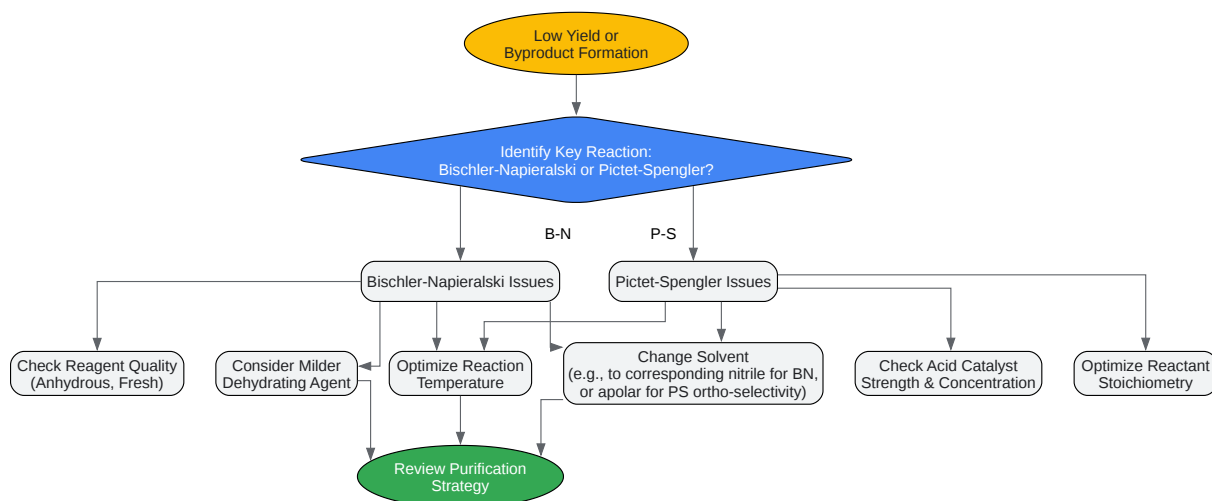 Low Yield or
Byproduct Formation
Identify Key Reaction:
Bischler-Napieralski or Pictet-Spengler?
B-N
P-S
Bischler-Napieralski Issues
Pictet-Spengler Issues
Check Reagent Quality
(Anhydrous, Fresh)
Consider Milder
Dehydrating Agent
Optimize Reaction
Temperature
Change Solvent
(e.g., to corresponding nitrile for BN,
or apolar for PS ortho-selectivity)
Check Acid Catalyst
Strength & Concentration
Optimize Reactant
Stoichiometry
Review Purification
Strategy